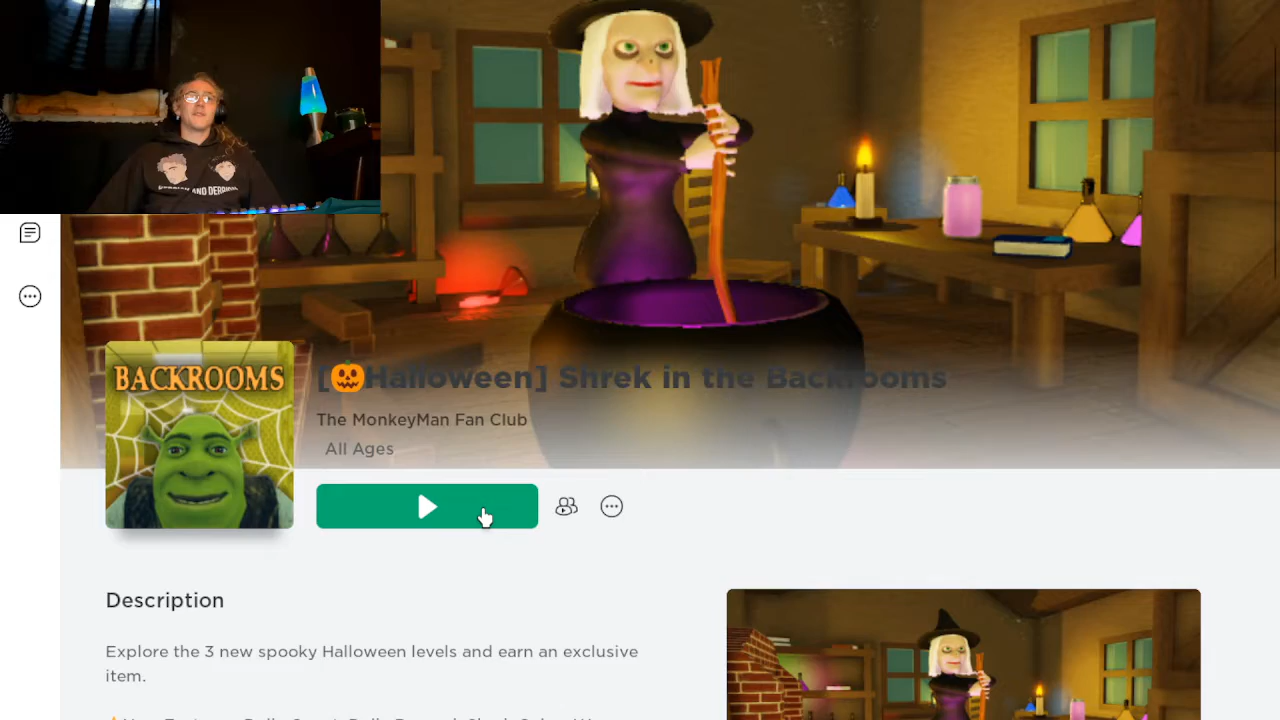 BACKROOMS
[🎃Halloween] Shrek in the Backrooms
The MonkeyMan Fan Club
All Ages
Description
Explore the 3 new spooky Halloween levels and earn an exclusive
item.